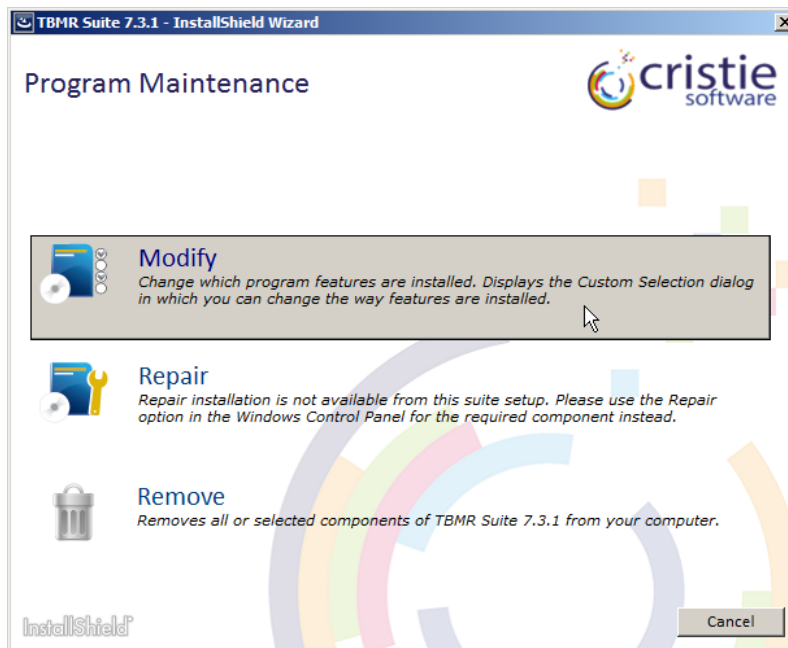 TBMR Suite 7.3.1 - InstallShield Wizard
Program Maintenance
cristie
software
Modify
Change which program features are installed. Displays the Custom Selection dialog
in which you can change the way features are installed.
Repair
Repair installation is not available from this suite setup. Please use the Repair
option in the Windows Control Panel for the required component instead.
Remove
Removes all or selected components of TBMR Suite 7.3.1 from your computer.
InstallShield
Cancel